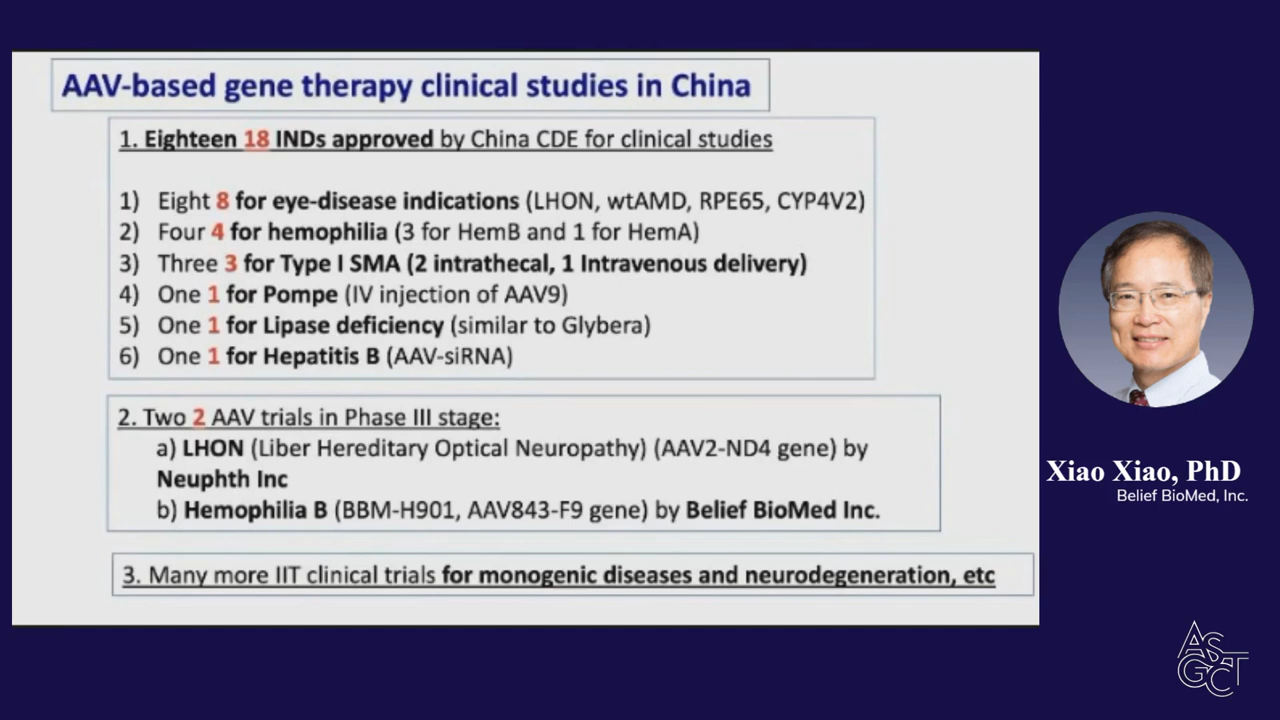 AAV-based gene therapy clinical studies in China
1. Eighteen 18 INDs approved by China CDE for clinical studies
1) Eight 8 for eye-disease indications (LHON, wtAMD, RPE65, CYP4V2)
2) Four 4 for hemophilia (3 for HemB and 1 for HemA)
3) Three 3 for Type I SMA (2 intrathecal, 1 Intravenous delivery)
4) One 1 for Pompe (IV injection of AAV9)
5) One 1 for Lipase deficiency (similar to Glybera)
6) One 1 for Hepatitis B (AAV-siRNA)
2. Two 2 AAV trials in Phase III stage:
a) LHON (Liber Hereditary Optical Neuropathy) (AAV2-ND4 gene) by
Neuphth Inc
b) Hemophilia B (BBM-H901, AAV843-F9 gene) by Belief BioMed Inc.
3. Many more IIT clinical trials for monogenic diseases and neurodegeneration, etc
Xiao Xiao, PhD
Belief BioMed, Inc.
AS
GCT